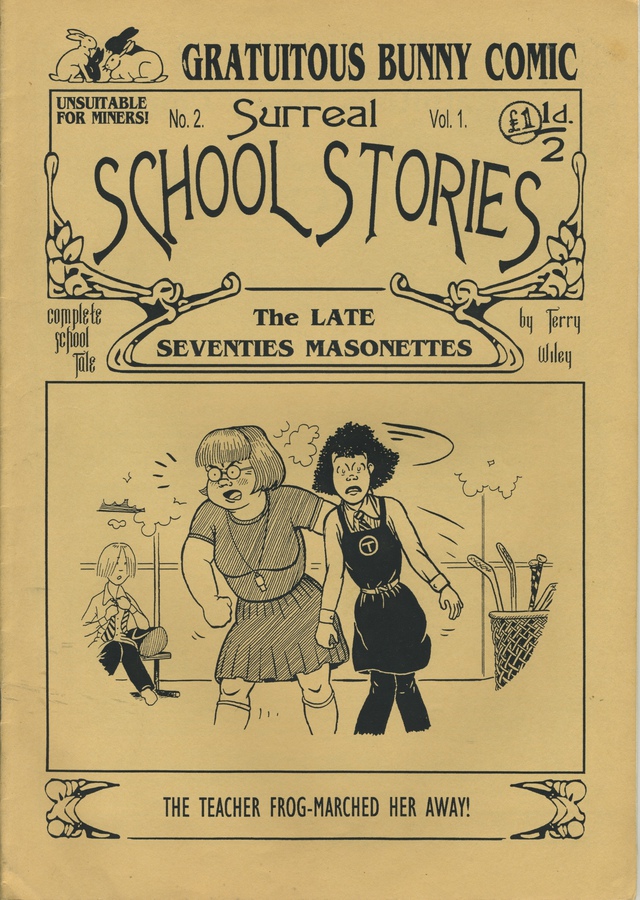 GRATUITOUS BUNNY COMIC
UNSUITABLE
FOR MINERS!
No. 2.
Surreal
Vol. 1.
£1
1d.
2
SCHOOL STORIES
complete
school
Tale
The LATE
SEVENTIES MASONETTES
by Terry
Wiley
T
THE TEACHER FROG-MARCHED HER AWAY!